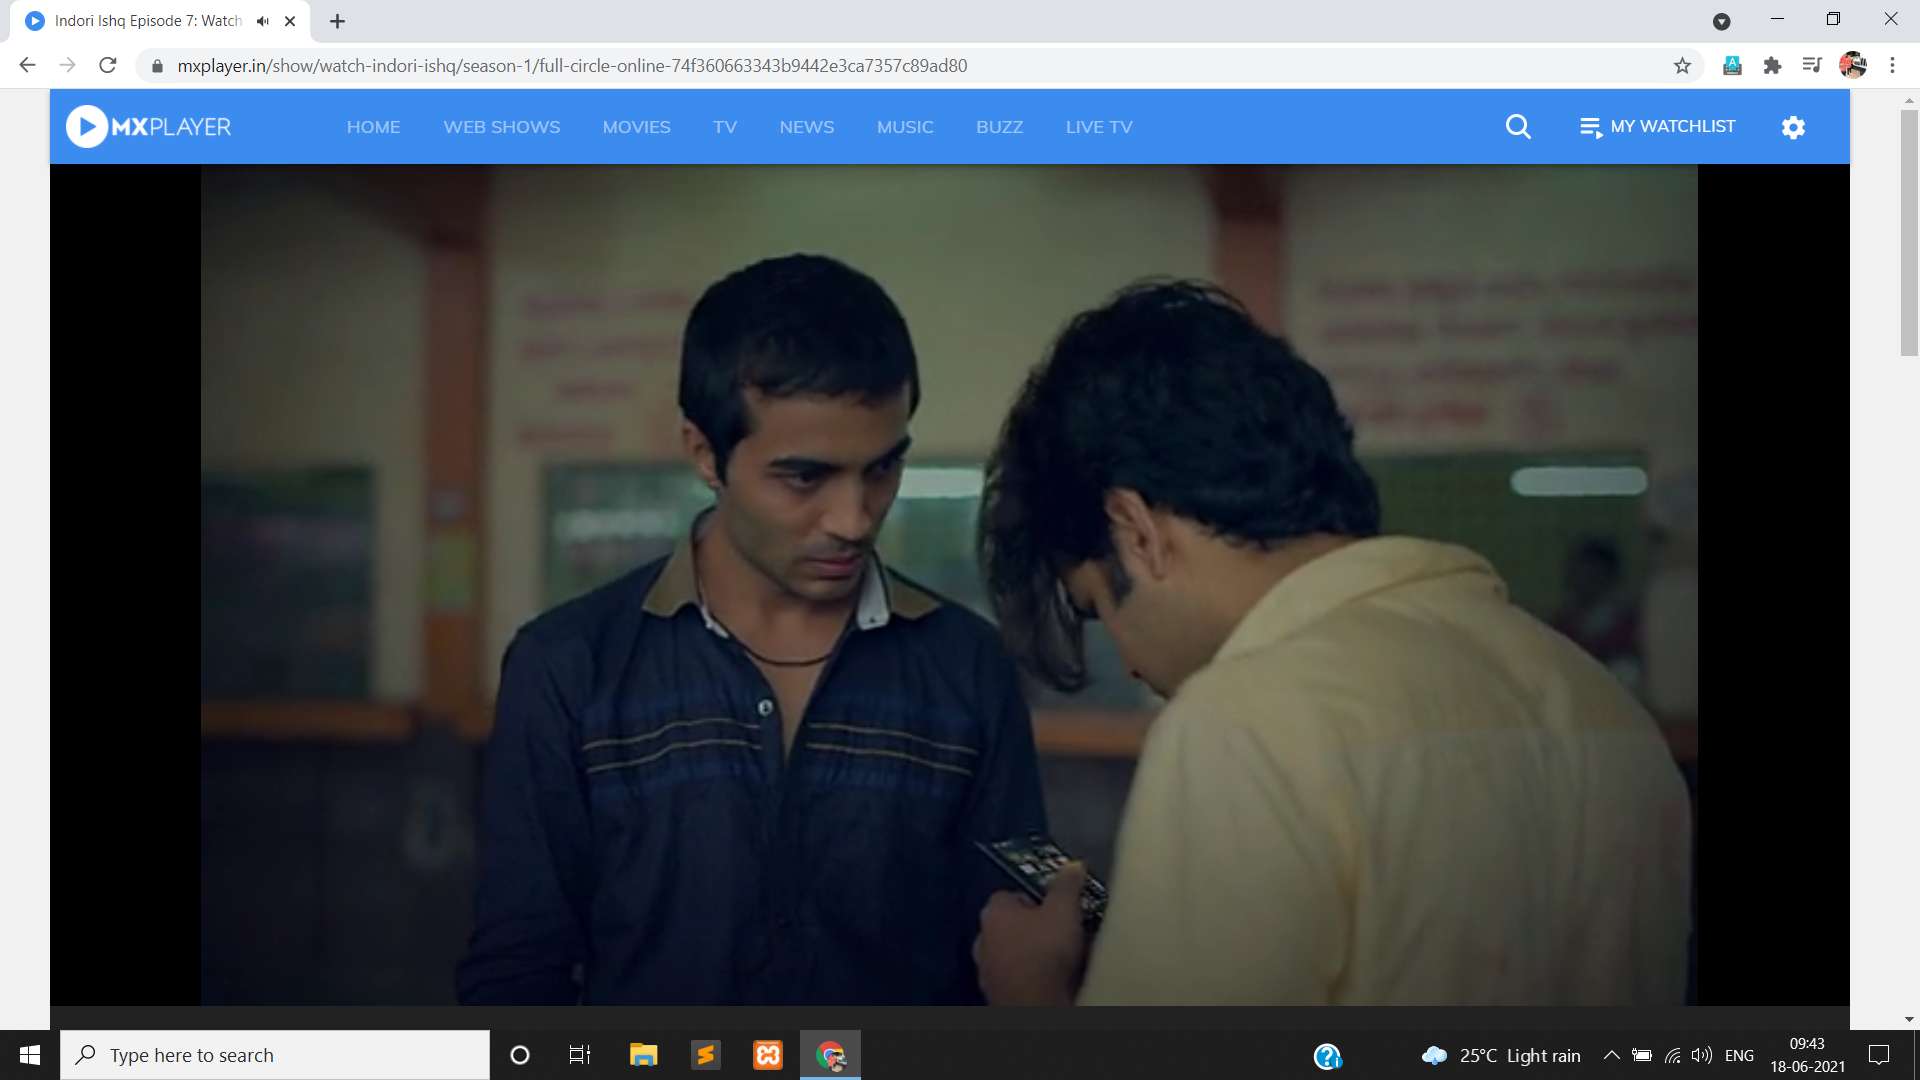 Indori Ishq Episode 7: Watch
mxplayer.in/show/watch-indori-ishq/season-1/full-circle-online-74f360663343b9442e3ca7357c89ad80
MXPLAYER HOME WEB SHOWS MOVIES TV NEWS MUSIC BUZZ LIVE TV MY WATCHLIST
Type here to search
25°C Light rain
ENG
09:43
18-06-2021